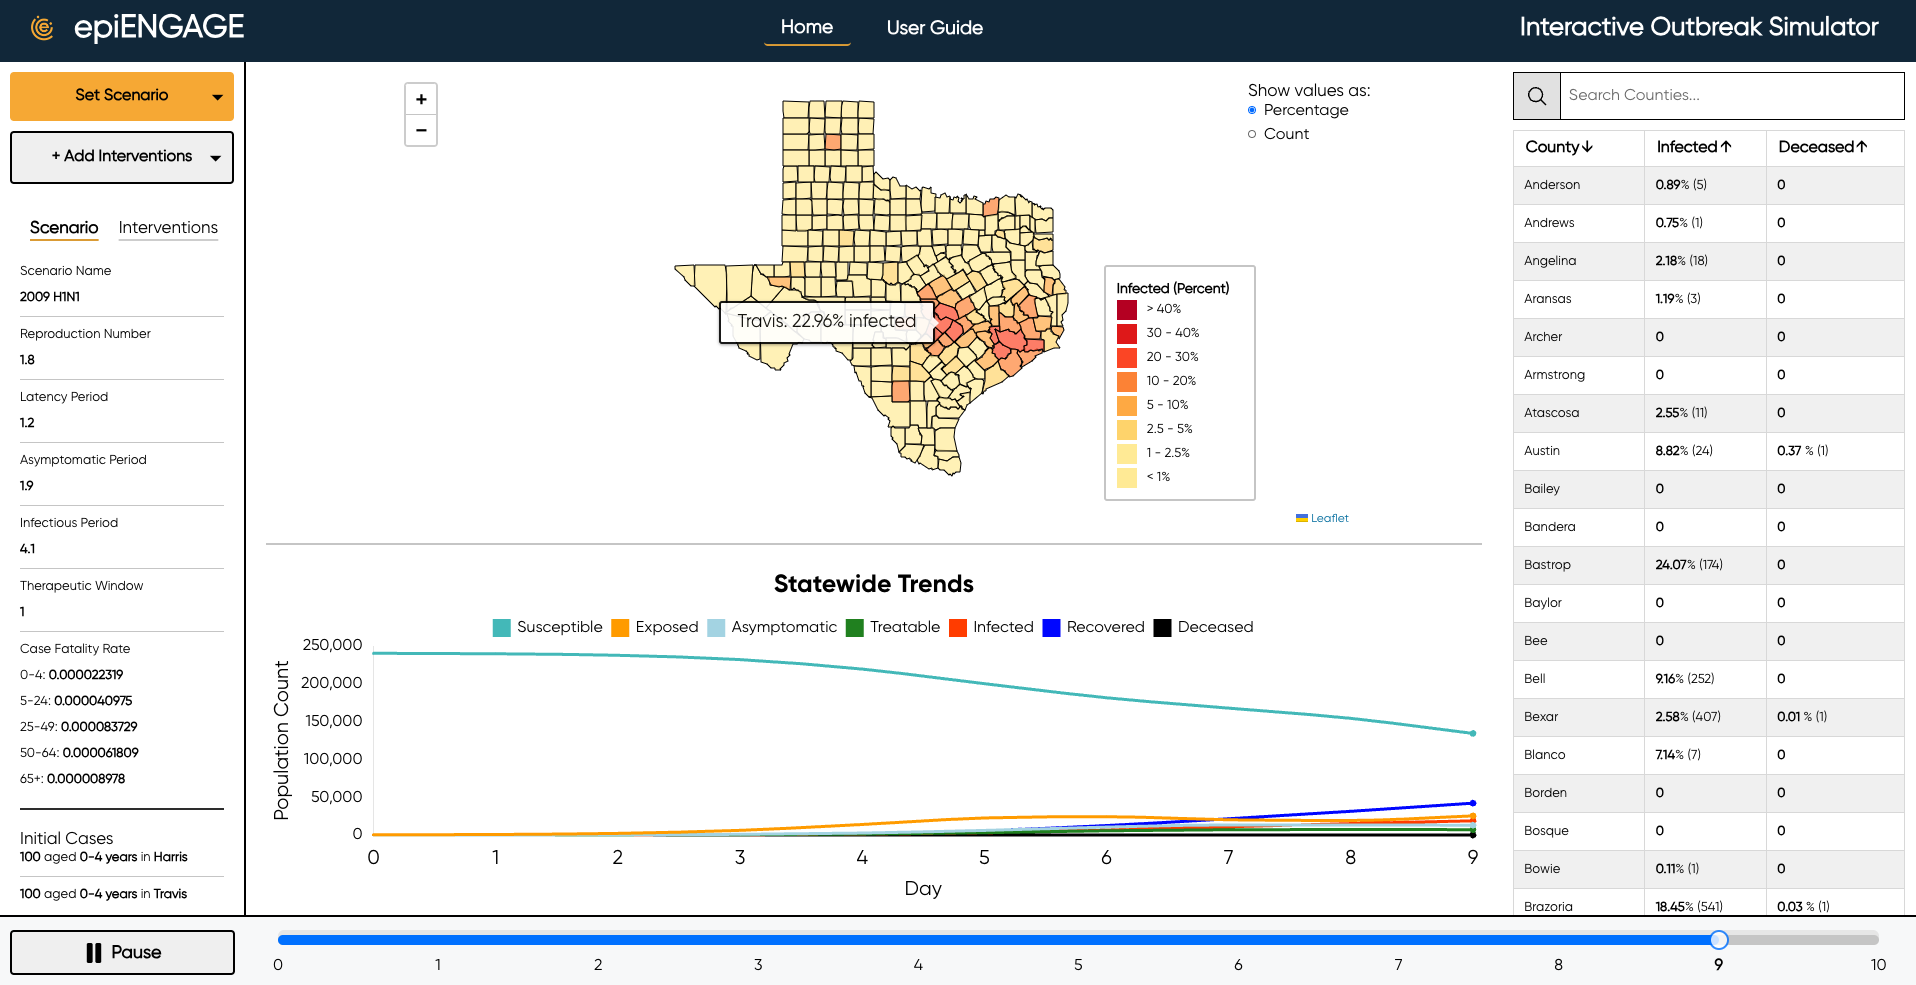 epiENGAGE
Home
User Guide
Interactive Outbreak Simulator
Set Scenario
+ Add Interventions
Scenario
Interventions
Scenario Name
2009 H1N1
Reproduction Number
1.8
Latency Period
1.2
Asymptomatic Period
1.9
Infectious Period
4.1
Therapeutic Window
1
Case Fatality Rate
0-4: 0.000022319
5-24: 0.000040975
25-49: 0.000083729
50-64: 0.000061809
65+: 0.000008978
Initial Cases
100 aged 0-4 years in Harris
100 aged 0-4 years in Travis
Pause
+
−
Show values as:
Percentage
Count
Travis: 22.96% infected
Infected (Percent)
> 40%
30 - 40%
20 - 30%
10 - 20%
5 - 10%
2.5 - 5%
1 - 2.5%
< 1%
Leaflet
Statewide Trends
Susceptible Exposed Asymptomatic Treatable Infected Recovered Deceased
Population Count
250,000
200,000
150,000
100,000
50,000
0
0 1 2 3 4 5 6 7 8 9
Day
Search Counties...
County↓ Infected↑ Deceased↑
Anderson 0.89% (5) 0
Andrews 0.75% (1) 0
Angelina 2.18% (18) 0
Aransas 1.19% (3) 0
Archer 0 0
Armstrong 0 0
Atascosa 2.55% (11) 0
Austin 8.82% (24) 0.37 % (1)
Bailey 0 0
Bandera 0 0
Bastrop 24.07% (174) 0
Baylor 0 0
Bee 0 0
Bell 9.16% (252) 0
Bexar 2.58% (407) 0.01 % (1)
Blanco 7.14% (7) 0
Borden 0 0
Bosque 0 0
Bowie 0.11% (1) 0
Brazoria 18.45% (541) 0.03 % (1)
0 1 2 3 4 5 6 7 8 9 10